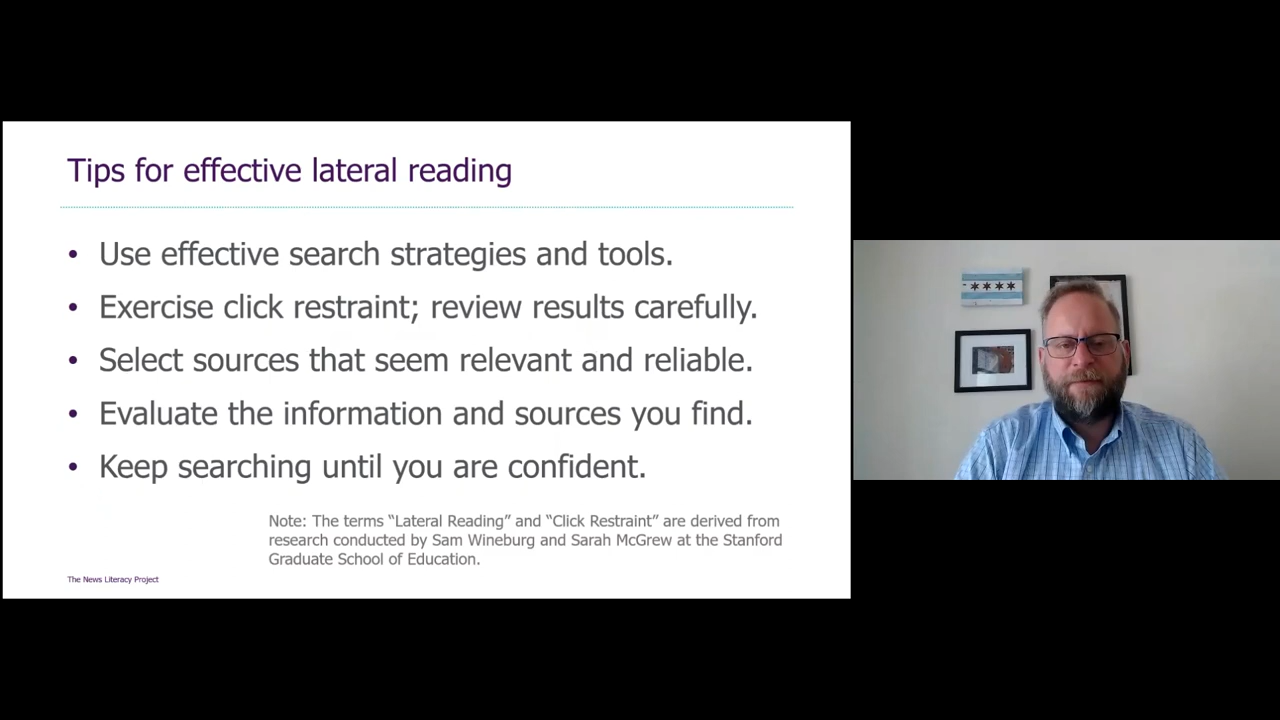 Tips for effective lateral reading
• Use effective search strategies and tools.
• Exercise click restraint; review results carefully.
• Select sources that seem relevant and reliable.
• Evaluate the information and sources you find.
• Keep searching until you are confident.
Note: The terms “Lateral Reading” and “Click Restraint” are derived from
research conducted by Sam Wineburg and Sarah McGrew at the Stanford
Graduate School of Education.
The News Literacy Project